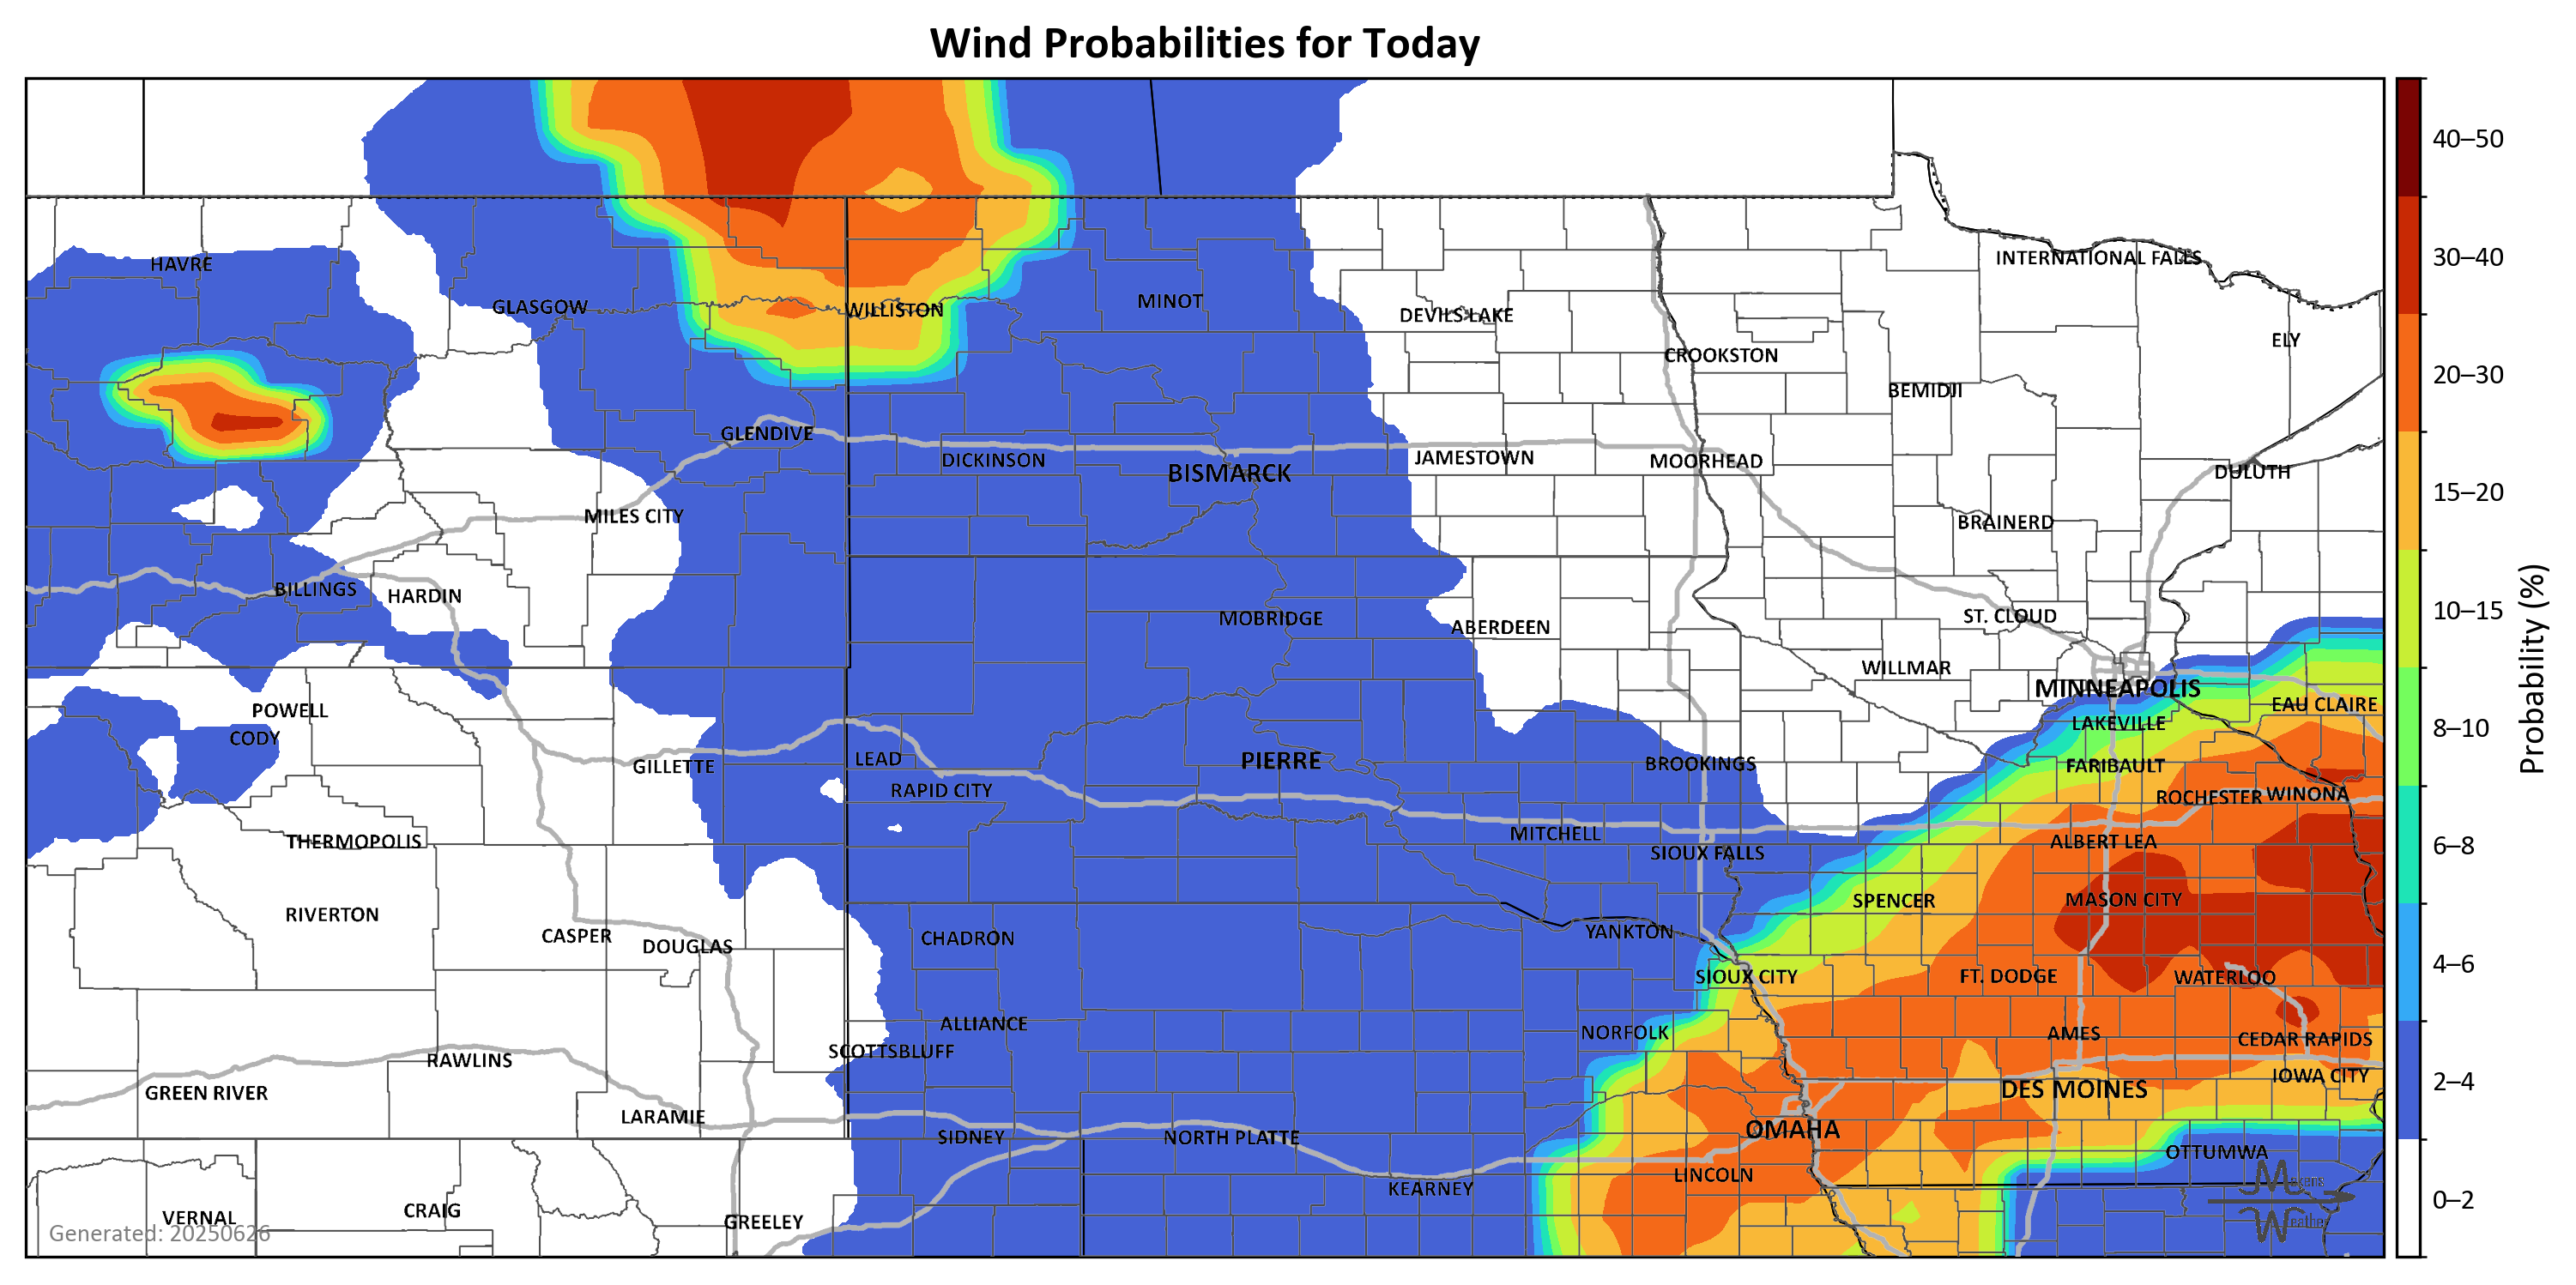 Wind Probabilities for Today
HAVRE
GLASGOW
WILLISTON
MINOT
DEVILS LAKE
INTERNATIONAL FALLS
ELY
CROOKSTON
BEMIDJI
GLENDIVE
DICKINSON
BISMARCK
JAMESTOWN
MOORHEAD
DULUTH
MILES CITY
BRAINERD
BILLINGS
HARDIN
MOBRIDGE
ABERDEEN
ST. CLOUD
WILLMAR
MINNEAPOLIS
EAU CLAIRE
POWELL
CODY
LAKEVILLE
GILLETTE
LEAD
PIERRE
BROOKINGS
FARIBAULT
RAPID CITY
ROCHESTER
WINONA
THERMOPOLIS
MITCHELL
SIOUX FALLS
ALBERT LEA
RIVERTON
SPENCER
MASON CITY
CASPER
DOUGLAS
CHADRON
YANKTON
SIOUX CITY
FT. DODGE
WATERLOO
ALLIANCE
NORFOLK
AMES
CEDAR RAPIDS
SCOTTSBLUFF
RAWLINS
GREEN RIVER
DES MOINES
IOWA CITY
LARAMIE
SIDNEY
NORTH PLATTE
OMAHA
OTTUMWA
LINCOLN
KEARNEY
VERNAL
CRAIG
GREELEY
Generated: 20250626
40–50
30–40
20–30
15–20
10–15
8–10
6–8
4–6
2–4
0–2
Probability (%)